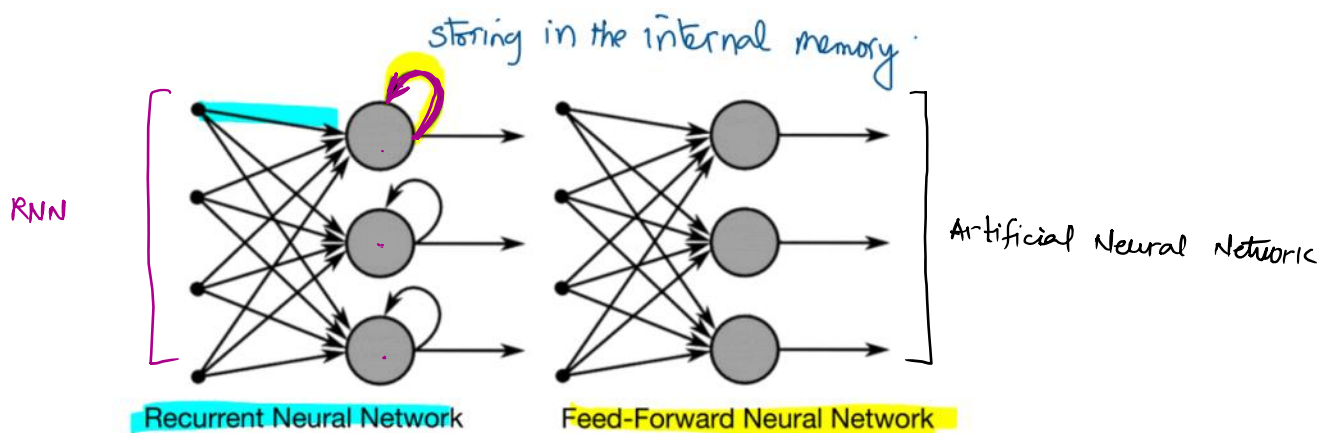 storing in the internal memory.
RNN
Artificial Neural Network
Recurrent Neural Network
Feed-Forward Neural Network